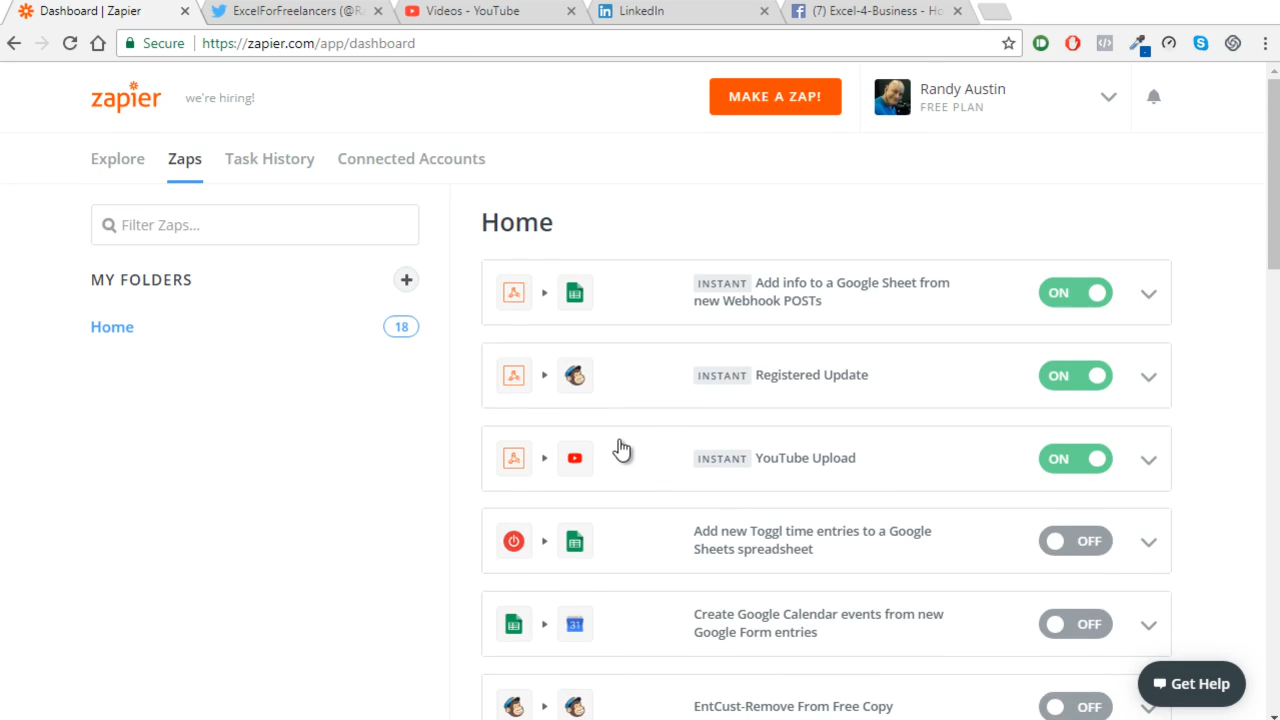 Dashboard | Zapier
ExcelForFreelancers (@Ra
Videos - YouTube
LinkedIn
(7) Excel-4-Business - Ho
Secure
https://zapier.com/app/dashboard
zapier
we're hiring!
MAKE A ZAP!
Randy Austin
FREE PLAN
Explore
Zaps
Task History
Connected Accounts
Filter Zaps...
MY FOLDERS
Home
18
Home
INSTANT Add info to a Google Sheet from
new Webhook POSTs
ON
INSTANT Registered Update
ON
INSTANT YouTube Upload
ON
Add new Toggl time entries to a Google
Sheets spreadsheet
OFF
31
Create Google Calendar events from new
Google Form entries
OFF
EntCust-Remove From Free Copy
OFF
Get Help